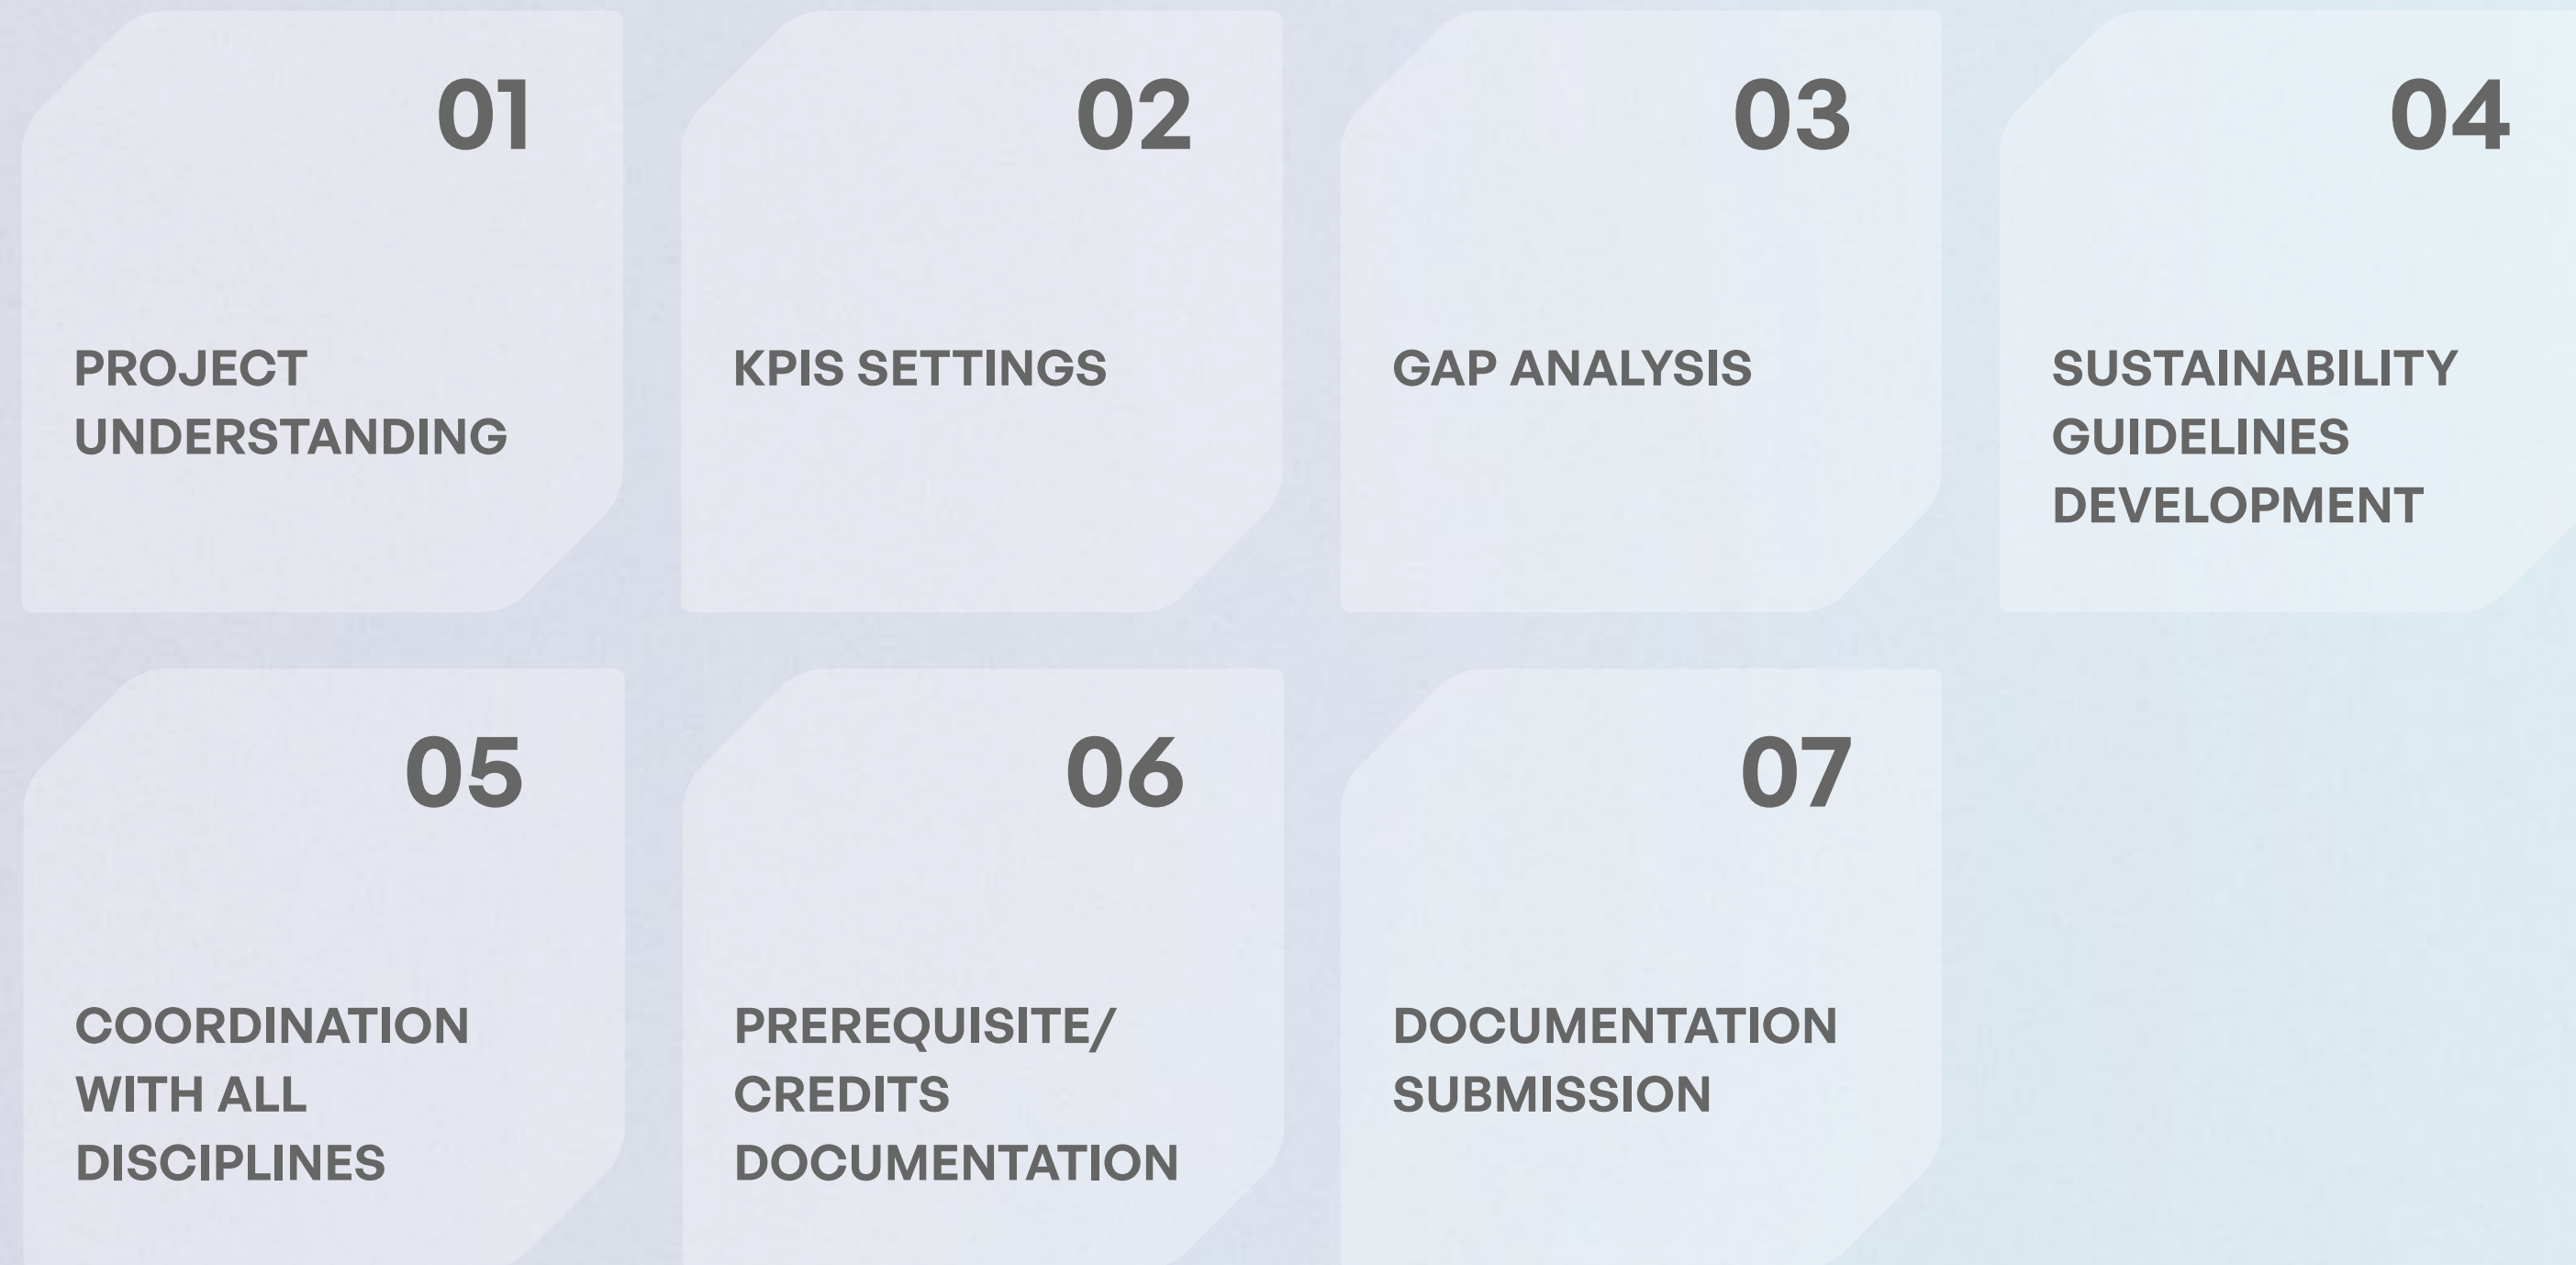 01
PROJECT
UNDERSTANDING
02
KPIS SETTINGS
03
GAP ANALYSIS
04
SUSTAINABILITY
GUIDELINES
DEVELOPMENT
05
COORDINATION
WITH ALL
DISCIPLINES
06
PREREQUISITE/
CREDITS
DOCUMENTATION
07
DOCUMENTATION
SUBMISSION